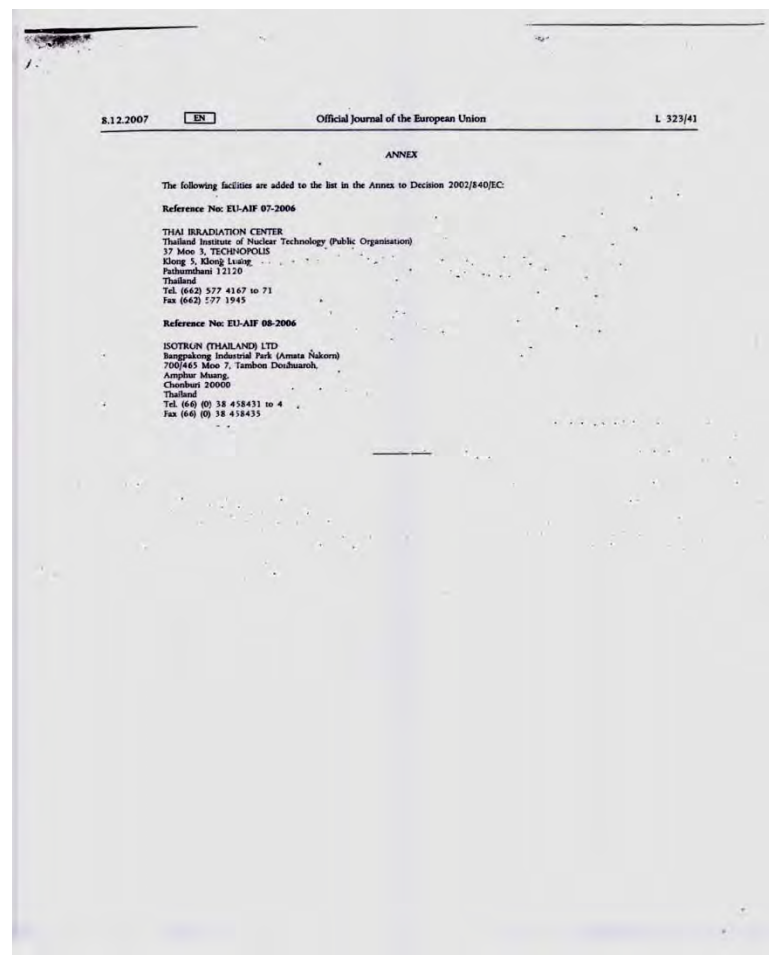 8.12.2007 EN Official Journal of the European Union L 323/41
ANNEX
The following facilities are added to the list in the Annex to Decision 2002/840/EC:
Reference No: EU-AIF 07-2006
THAI IRRADIATION CENTER
Thailand Institute of Nuclear Technology (Public Organisation)
37 Moo 3, TECHNOPOLIS
Klong 5, Klong Luang
Pathumthani 12120
Thailand
Tel. (662) 577 4167 to 71
Fax (662) 577 1945
Reference No: EU-AIF 08-2006
ISOTRON (THAILAND) LTD
Bangpakong Industrial Park (Amata Nakorn)
700/465 Moo 7, Tambon Donhuaroh,
Amphur Muang,
Chonburi 20000
Thailand
Tel. (66) (0) 38 458431 to 4
Fax (66) (0) 38 458435